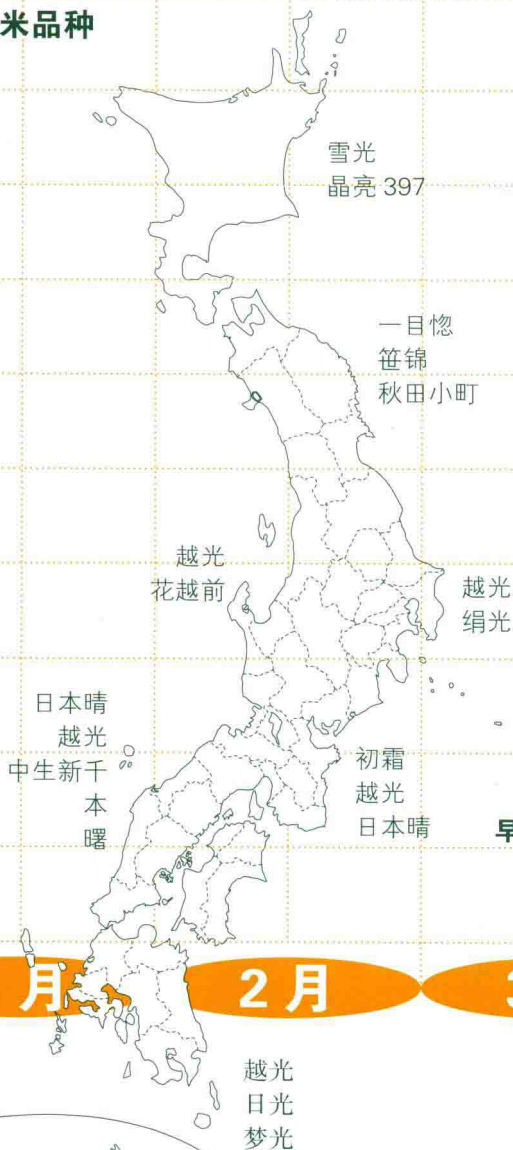 米品种
雪光
晶亮 397
一目惚
笹锦
秋田小町
越光
花越前
越光
绢光
日本晴
越光
中生新千
本
曙
初霜
越光
日本晴
早
月
2 月
越光
日光
梦光